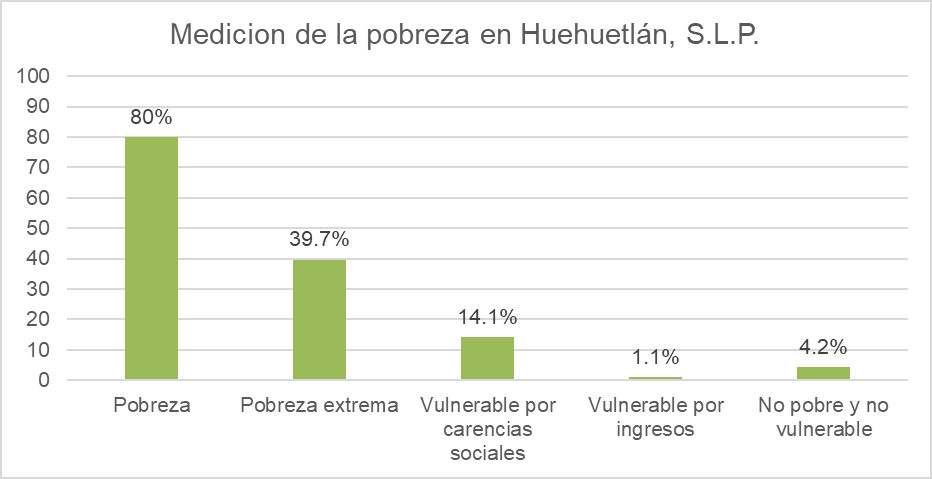 Medicion de la pobreza en Huehuetlán, S.L.P.
100
90
80
70
60
50
40
30
20
10
0
80%
39.7%
14.1%
1.1%
4.2%
Pobreza
Pobreza extrema
Vulnerable por
carencias
sociales
Vulnerable por
ingresos
No pobre y no
vulnerable